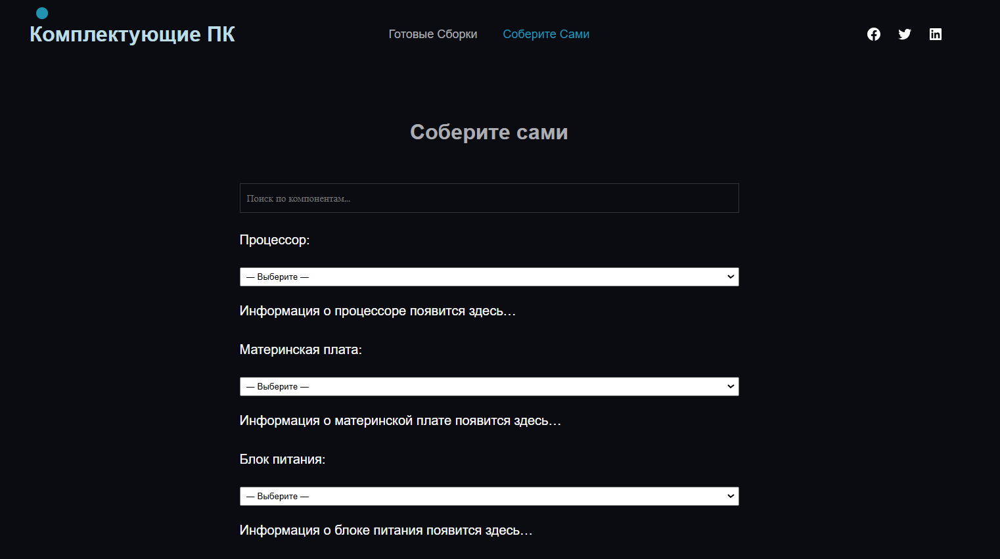 Комплектующие ПК
Готовые Сборки
Соберите Сами
Соберите сами
Поиск по компонентам...
Процессор:
— Выберите —
Информация о процессоре появится здесь…
Материнская плата:
— Выберите —
Информация о материнской плате появится здесь…
Блок питания:
— Выберите —
Информация о блоке питания появится здесь…